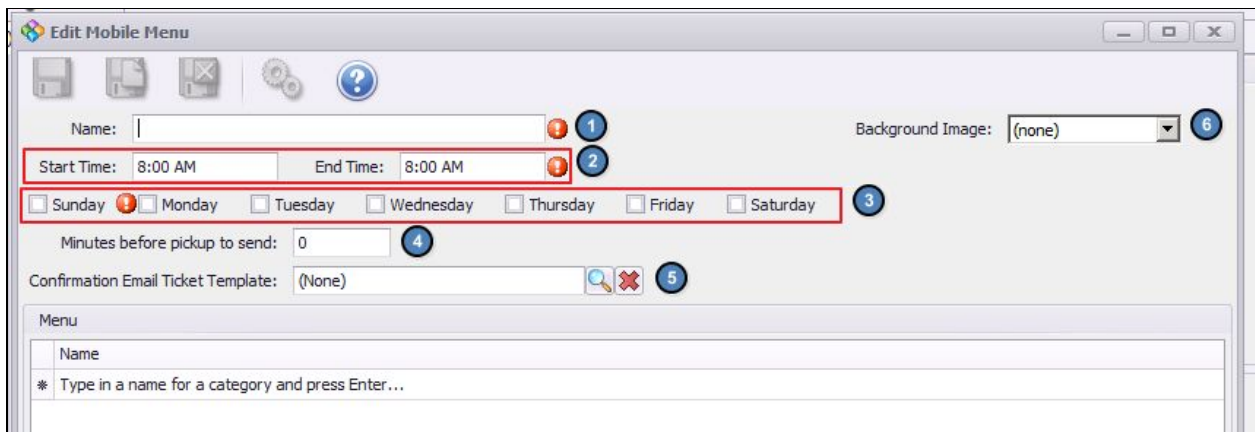 Edit Mobile Menu
Name: 1 Background Image: (none) 6
Start Time: 8:00 AM End Time: 8:00 AM 2
Sunday Monday Tuesday Wednesday Thursday Friday Saturday 3
Minutes before pickup to send: 0 4
Confirmation Email Ticket Template: (None) 5
Menu
Name
Type in a name for a category and press Enter...